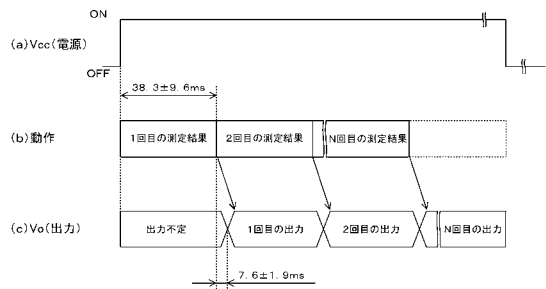 ON
(a)Vcc(電源)
OFF
38.3±9.6ms
(b)動作
1回目の測定結果
2回目の測定結果
N回目の測定結果
(c)Vo(出力)
出力不定
1回目の出力
2回目の出力
N回目の出力
7.6±1.9ms